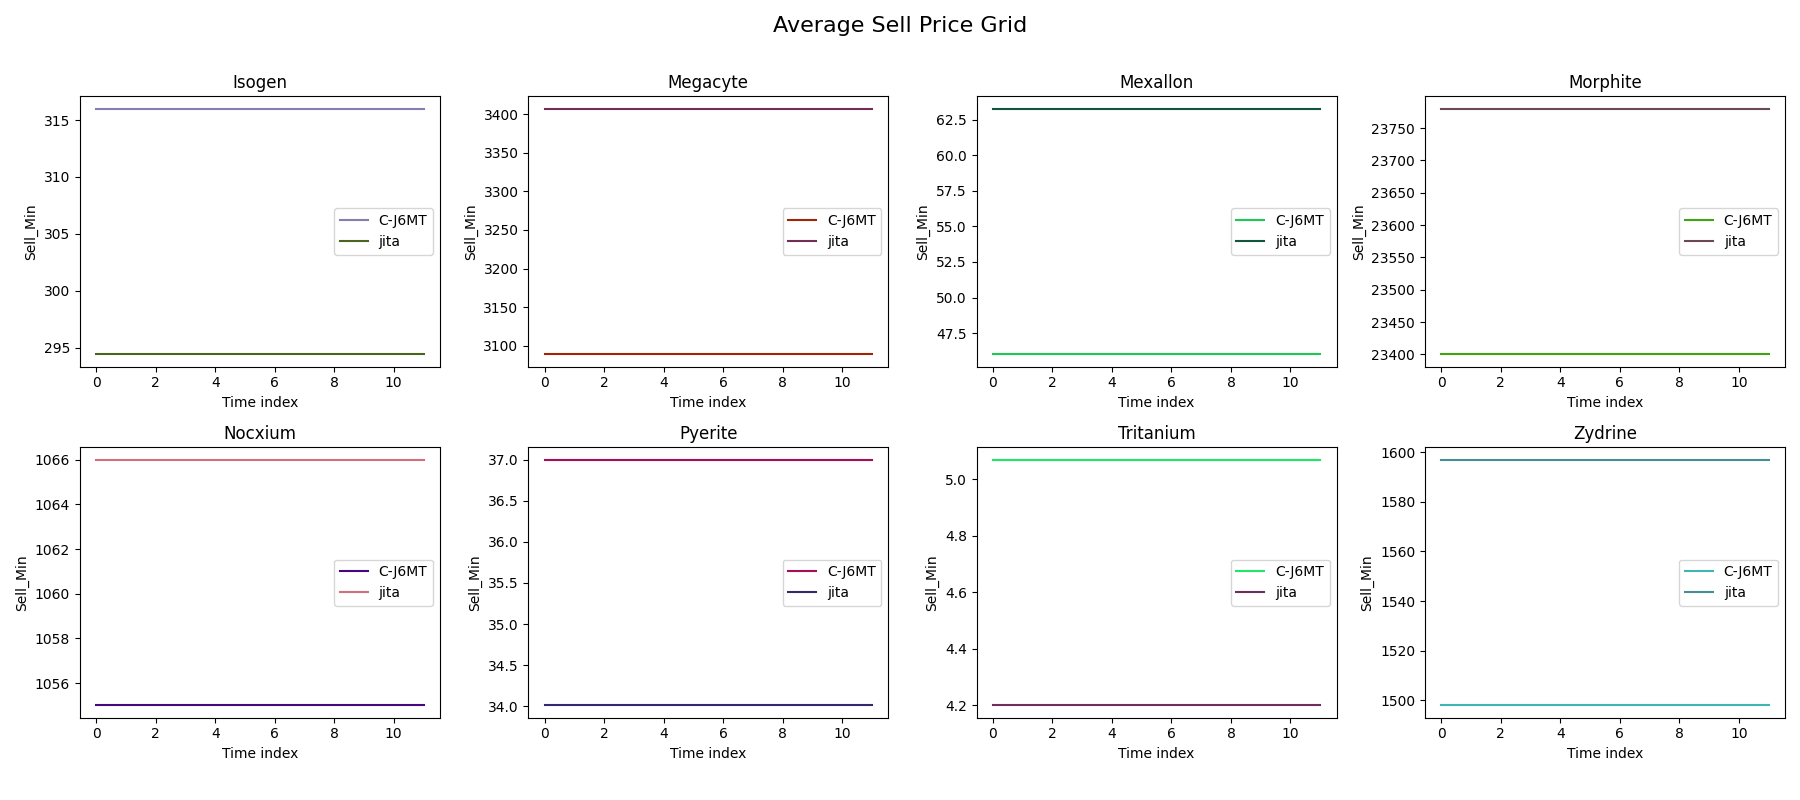 Average Sell Price Grid
Isogen
315
310
305
300
295
Sell_Min
C-J6MT
jita
0 2 4 6 8 10
Time index
Megacyte
3400
3350
3300
3250
3200
3150
3100
Sell_Min
C-J6MT
jita
0 2 4 6 8 10
Time index
Mexallon
62.5
60.0
57.5
55.0
52.5
50.0
47.5
Sell_Min
C-J6MT
jita
0 2 4 6 8 10
Time index
Morphite
23750
23700
23650
23600
23550
23500
23450
23400
Sell_Min
C-J6MT
jita
0 2 4 6 8 10
Time index
Nocxium
1066
1064
1062
1060
1058
1056
Sell_Min
C-J6MT
jita
0 2 4 6 8 10
Time index
Pyerite
37.0
36.5
36.0
35.5
35.0
34.5
34.0
Sell_Min
C-J6MT
jita
0 2 4 6 8 10
Time index
Tritanium
5.0
4.8
4.6
4.4
4.2
Sell_Min
C-J6MT
jita
0 2 4 6 8 10
Time index
Zydrine
1600
1580
1560
1540
1520
1500
Sell_Min
C-J6MT
jita
0 2 4 6 8 10
Time index